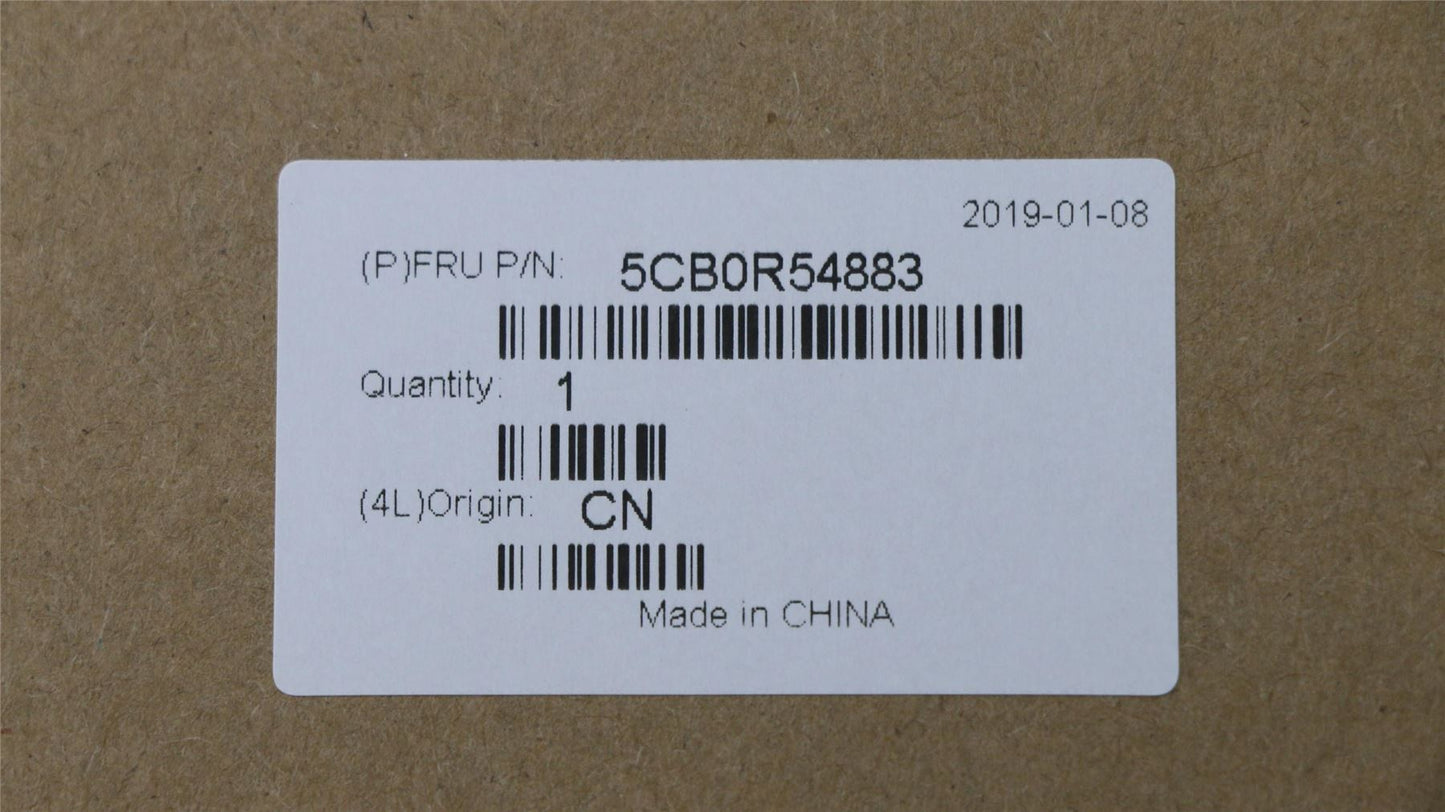 2019-01-08
(P)FRU P/N: 5CB0R54883
Quantity: 1
(4L)Origin: CN
Made in CHINA